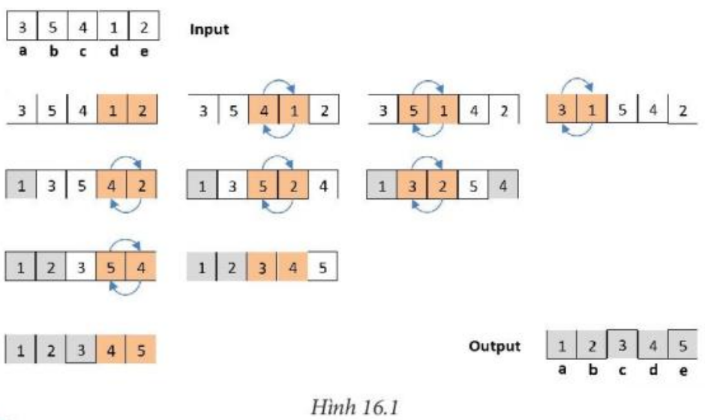 3 5 4 1 2 Input
a b c d e
3 5 4 1 2 3 5 4 1 2 3 5 1 4 2 3 1 5 4 2
1 3 5 4 2 1 3 5 2 4 1 3 2 5 4
1 2 3 5 4 1 2 3 4 5
1 2 3 4 5 Output 1 2 3 4 5
a b c d e
Hình 16.1